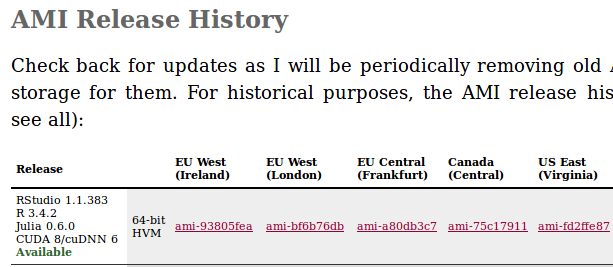 AMI Release History
Check back for updates as I will be periodically removing old
storage for them. For historical purposes, the AMI release his
see all):
Release EU West (Ireland) EU West (London) EU Central (Frankfurt) Canada (Central) US East (Virginia)
RStudio 1.1.383
R 3.4.2
Julia 0.6.0
CUDA 8/cuDNN 6
Available
64-bit
HVM
ami-93805fea ami-bf6b76db ami-a80db3c7 ami-75c17911 ami-fd2ffe87